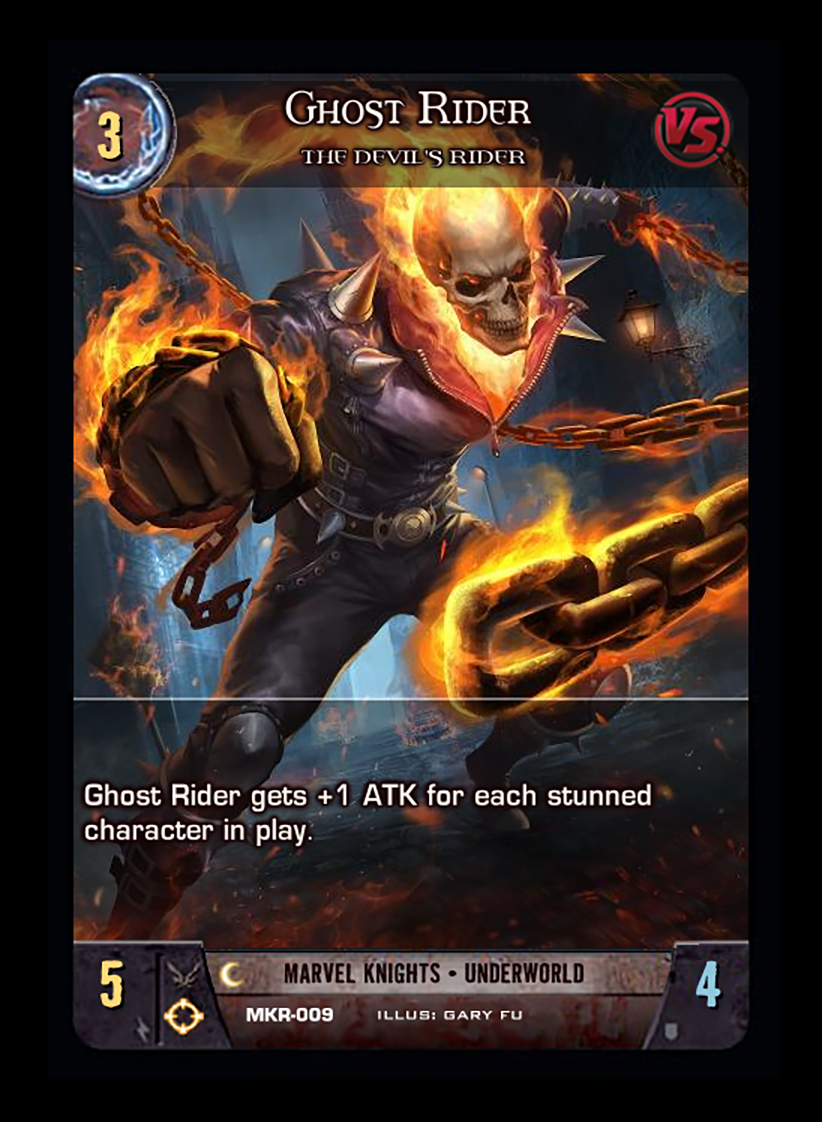 3
Ghost Rider
The Devil's Rider
VS.
Ghost Rider gets +1 ATK for each stunned
character in play.
5
MARVEL KNIGHTS • UNDERWORLD
4
MKR-009 ILLUS: GARY FU